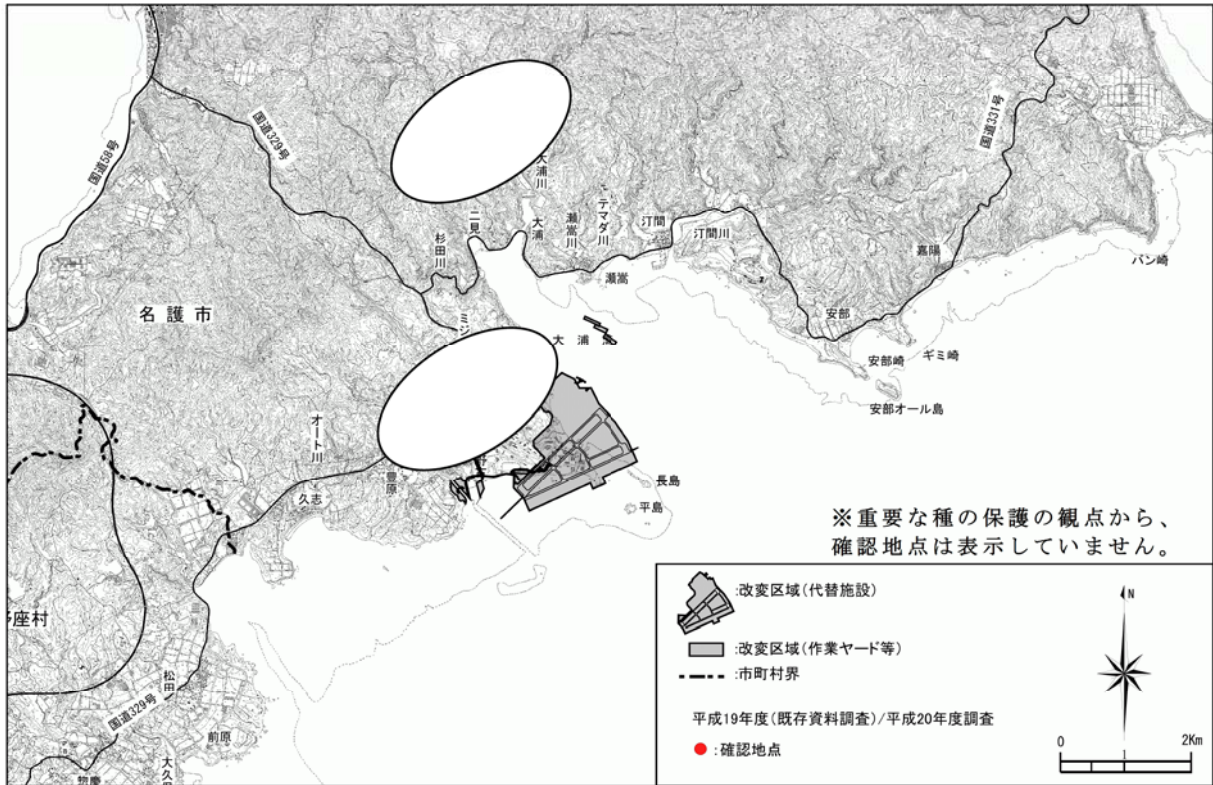 国道58号
国道329号
国道331号
大浦川
二見
杉田川
大浦
瀬嵩川
テマダ川
汀間
汀間川
瀬嵩
嘉陽
バン崎
安部
安部崎
ギミ崎
安部オール島
名護市
ミジ
大浦
オート川
久志
豊原
長島
平島
座村
松田
国道329号
前原
惣慶
※重要な種の保護の観点から、
確認地点は表示していません。
:改変区域(代替施設)
:改変区域(作業ヤード等)
:市町村界
平成19年度(既存資料調査)/平成20年度調査
:確認地点
N
0 1 2Km